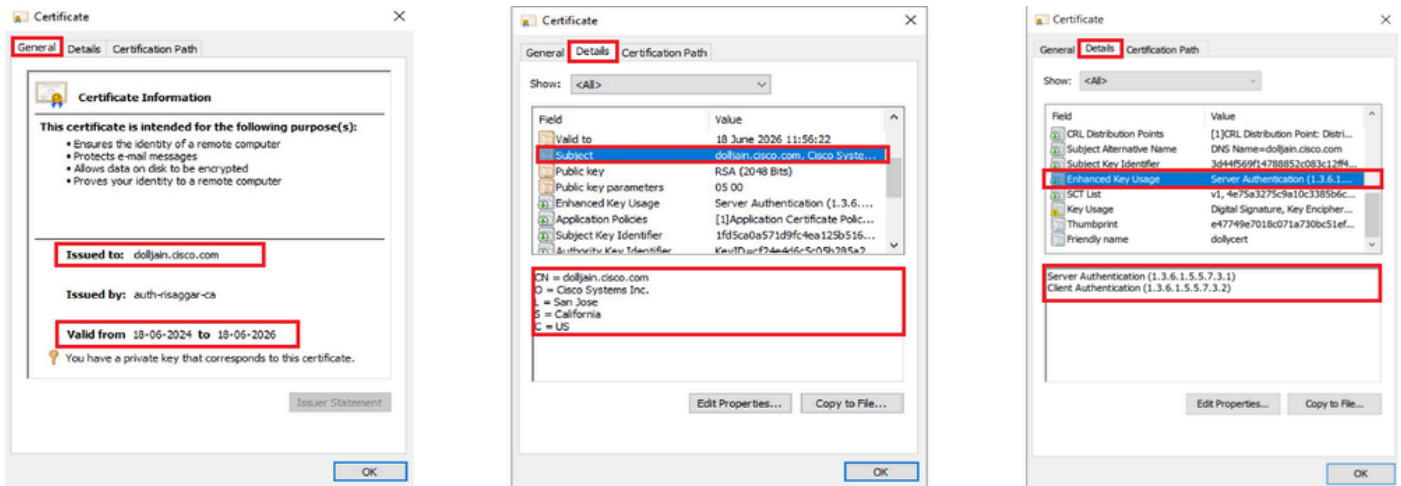 Certificate
General Details Certification Path
Certificate Information
This certificate is intended for the following purpose(s):
• Ensures the identity of a remote computer
• Protects e-mail messages
• Allows data on disk to be encrypted
• Proves your identity to a remote computer
Issued to: dolljain.cisco.com
Issued by: auth-risaggar-ca
Valid from 18-06-2024 to 18-06-2026
You have a private key that corresponds to this certificate.
Issuer Statement
OK
Certificate
General Details Certification Path
Show: <All>
Field Value
Valid to 18 June 2026 11:56:22
Subject dolljain.cisco.com, Cisco Syste...
Public key RSA (2048 Bits)
Public key parameters 05 00
Enhanced Key Usage Server Authentication (1.3.6....
Application Policies [1]Application Certificate Polic...
Subject Key Identifier 1fd5ca0a571d9fc4ea125b516...
Authority Key Identifier KeyID=cf24e4d6c5c05b285a2
CN = dolljain.cisco.com
O = Cisco Systems Inc.
L = San Jose
S = California
C = US
Edit Properties... Copy to File...
OK
Certificate
General Details Certification Path
Show: <All>
Field Value
CRL Distribution Points [1]CRL Distribution Point: Distri...
Subject Alternative Name DNS Name=dolljain.cisco.com
Subject Key Identifier 3d44f569f14788852c083c12ff4...
Enhanced Key Usage Server Authentication (1.3.6.1....
SCT List v1, 4e75a3275c9a10c3385b6c...
Key Usage Digital Signature, Key Encipher...
Thumbprint e47749e7018c071a730bc51ef...
Friendly name dollycert
Server Authentication (1.3.6.1.5.5.7.3.1)
Client Authentication (1.3.6.1.5.5.7.3.2)
Edit Properties... Copy to File...
OK